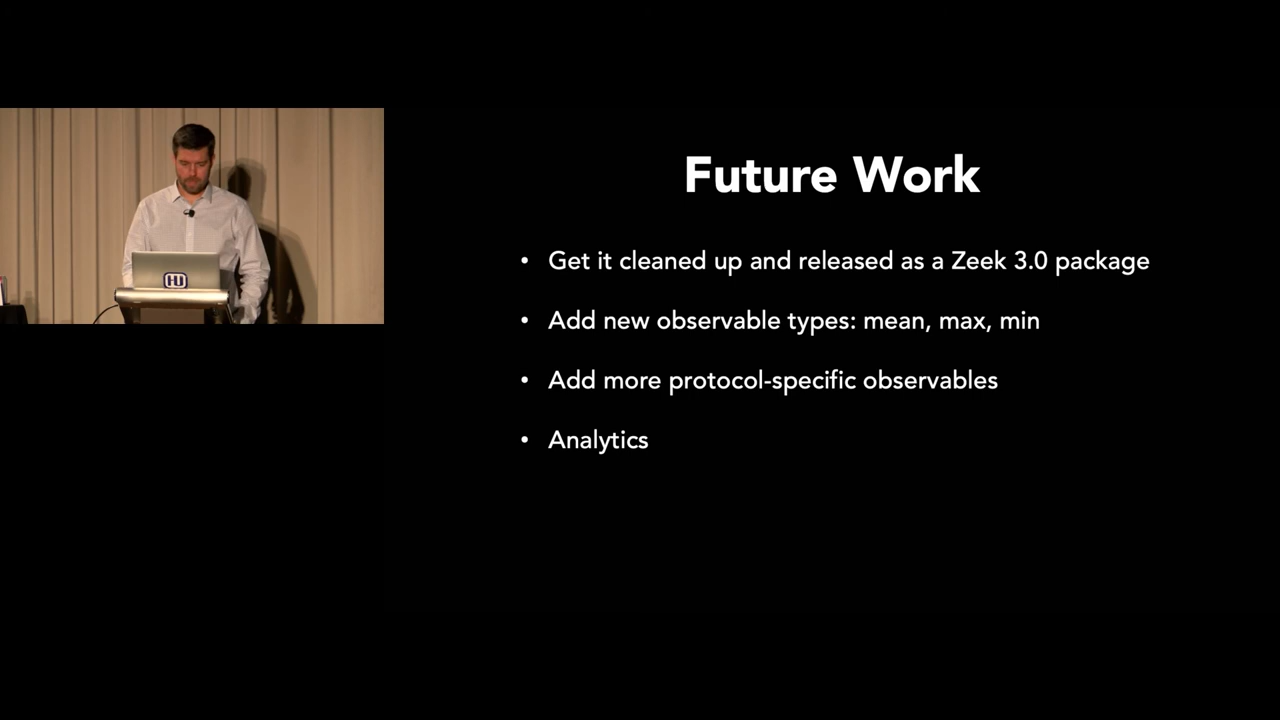 Future Work
• Get it cleaned up and released as a Zeek 3.0 package
• Add new observable types: mean, max, min
• Add more protocol-specific observables
• Analytics